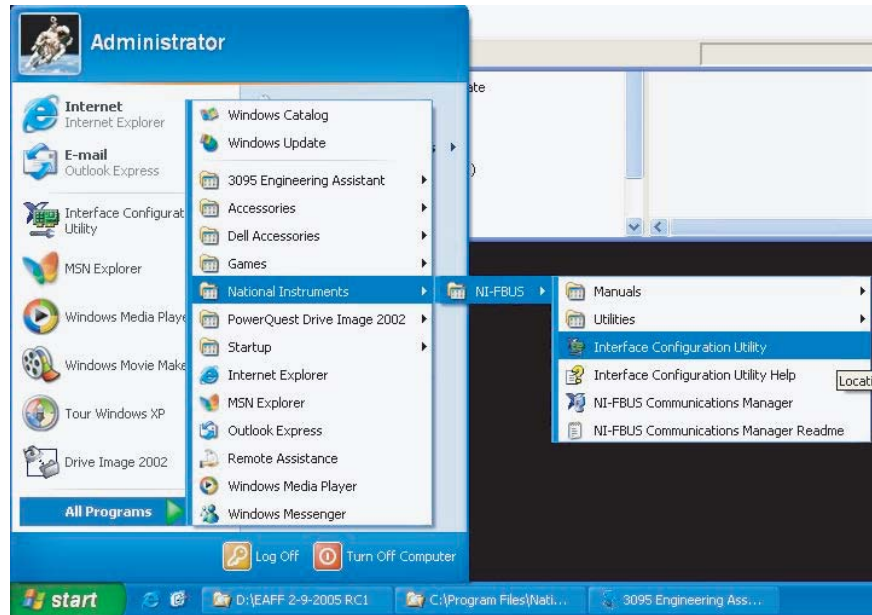 Administrator
Internet
Internet Explorer
E-mail
Outlook Express
Interface Configurat
Utility
MSN Explorer
Windows Media Playe
Windows Movie Make
Tour Windows XP
Drive Image 2002
All Programs
Windows Catalog
Windows Update
3095 Engineering Assistant
Accessories
Dell Accessories
Games
National Instruments
PowerQuest Drive Image 2002
Startup
Internet Explorer
MSN Explorer
Outlook Express
Remote Assistance
Windows Media Player
Windows Messenger
NI-FBUS
Manuals
Utilities
Interface Configuration Utility
Interface Configuration Utility Help
NI-FBUS Communications Manager
NI-FBUS Communications Manager Readme
Locati
ate
)
Log Off
Turn Off Computer
start
D:\EAFF 2-9-2005 RC1
C:\Program Files\Nati...
3095 Engineering Ass...